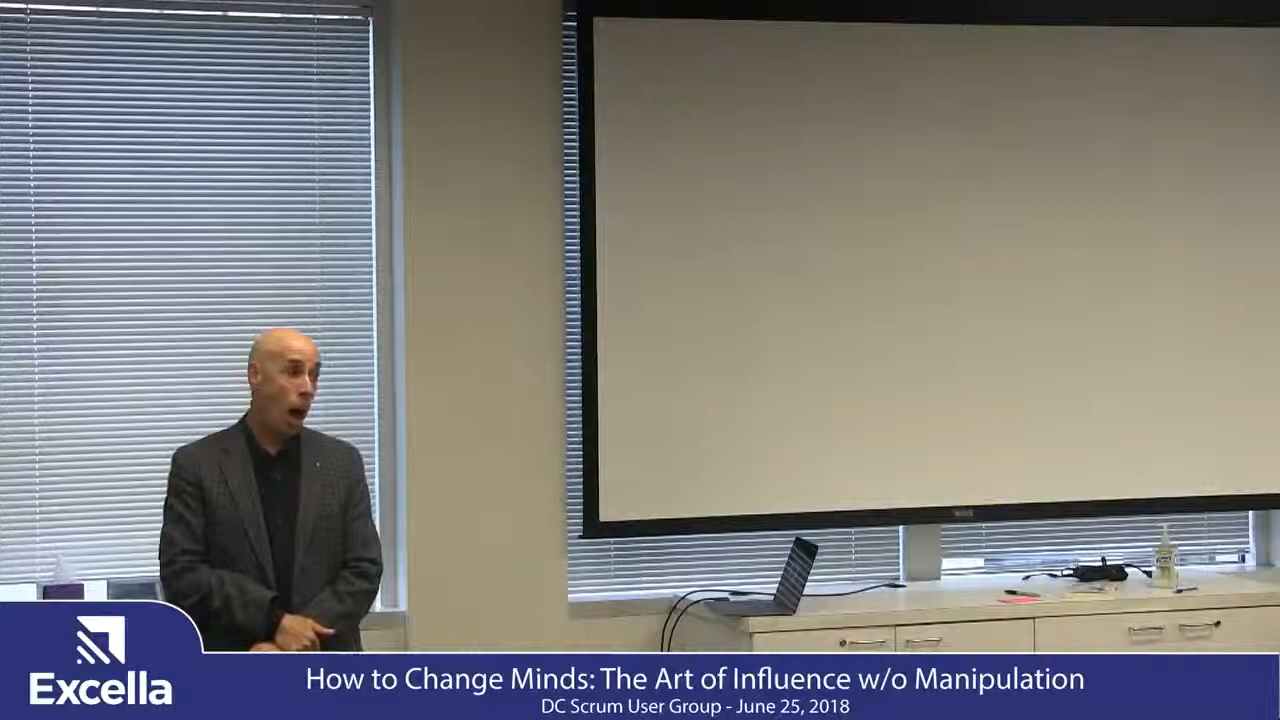 Excella
How to Change Minds: The Art of Influence w/o Manipulation
DC Scrum User Group - June 25, 2018